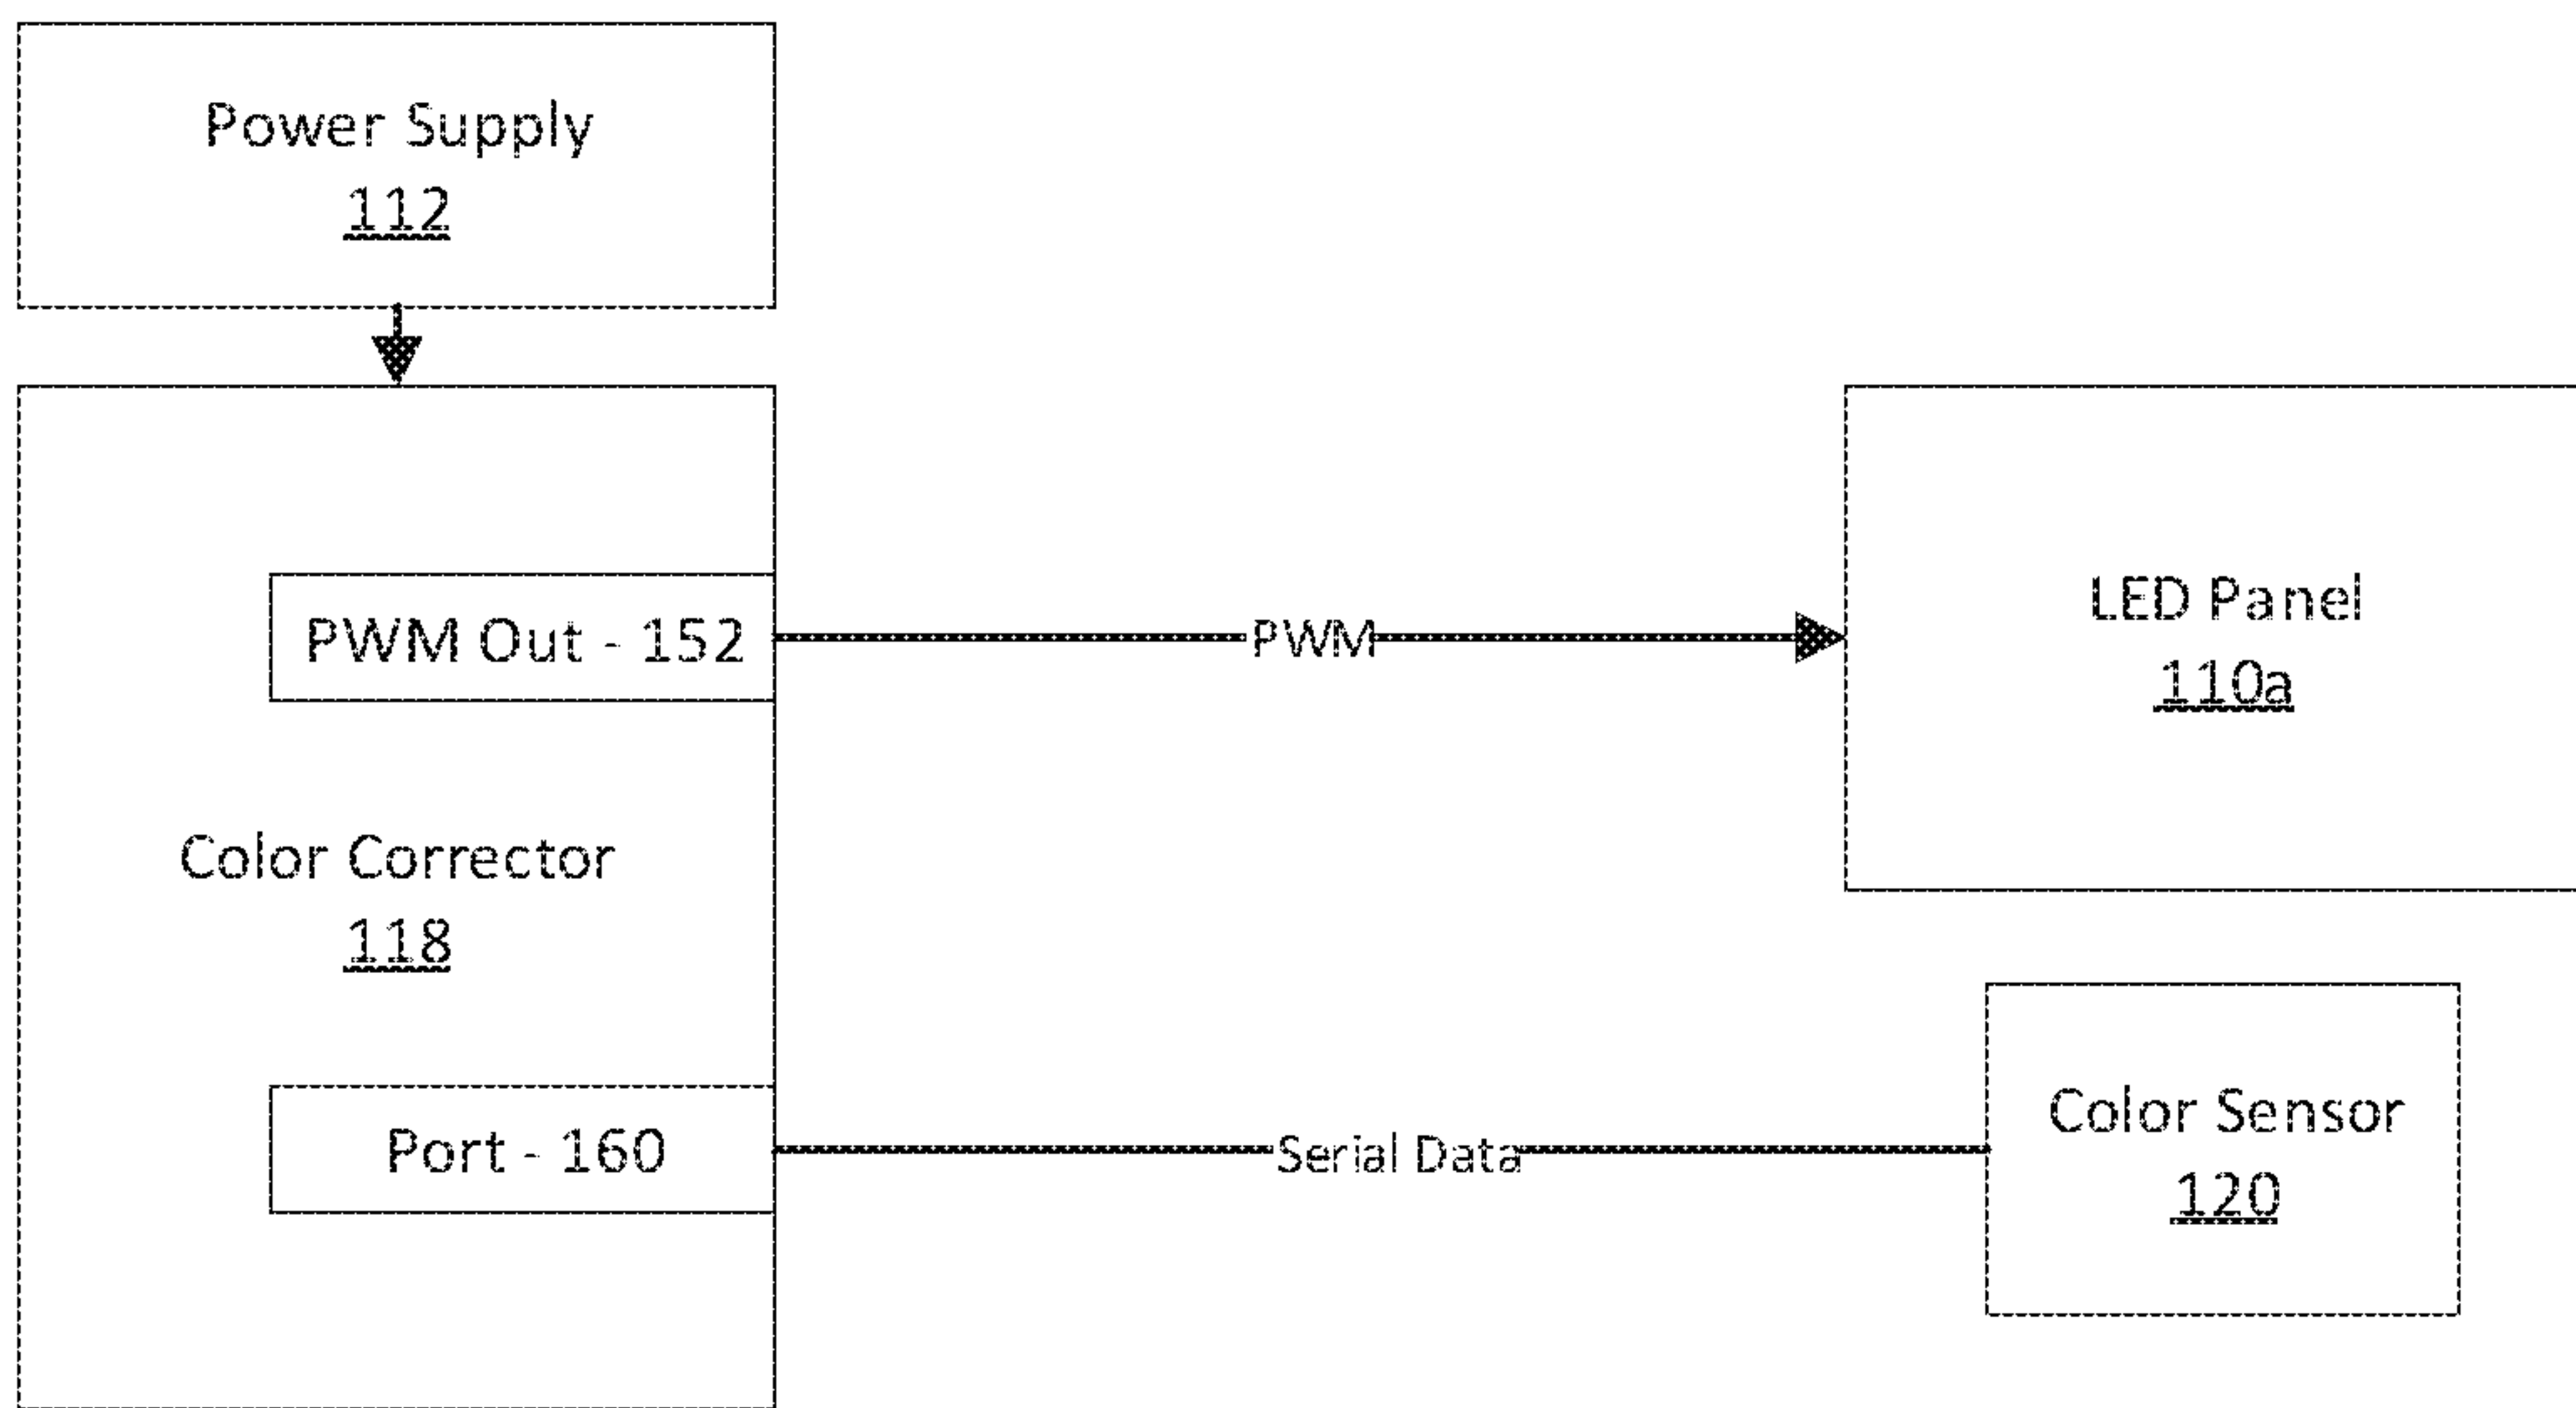 Power Supply
112
PWM Out - 152
PWM
LED Panel
110a
Color Corrector
118
Port - 160
Serial Data
Color Sensor
120